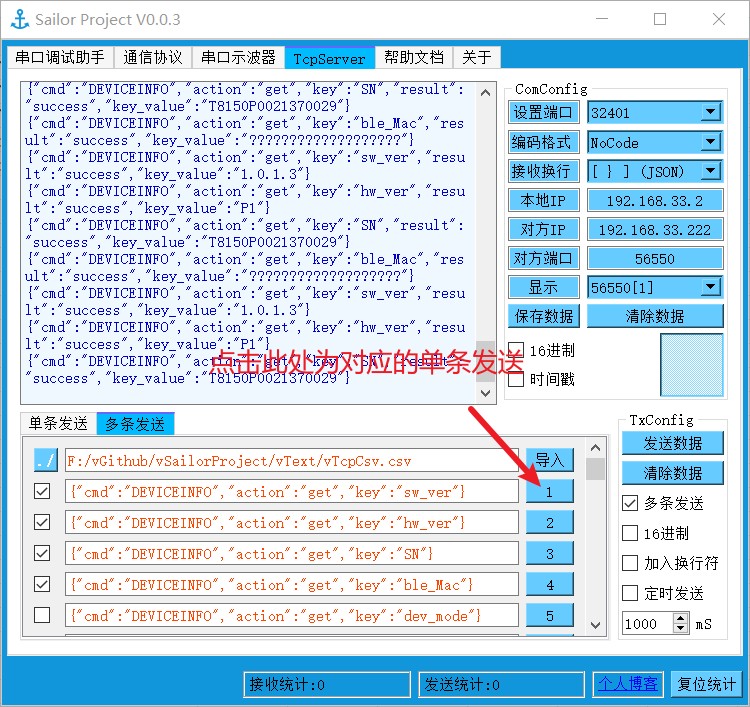 Sailor Project V0.0.3
串口调试助手 通信协议 串口示波器 TcpServer 帮助文档 关于
{"cmd":"DEVICEINFO","action":"get","key":"SN","result":
"success","key_value":"T8150P0021370029"}
{"cmd":"DEVICEINFO","action":"get","key":"ble_Mac","res
ult":"success","key_value":"???????????????????"}
{"cmd":"DEVICEINFO","action":"get","key":"sw_ver","resu
lt":"success","key_value":"1.0.1.3"}
{"cmd":"DEVICEINFO","action":"get","key":"hw_ver","resu
lt":"success","key_value":"P1"}
{"cmd":"DEVICEINFO","action":"get","key":"SN","result":
"success","key_value":"T8150P0021370029"}
{"cmd":"DEVICEINFO","action":"get","key":"ble_Mac","res
ult":"success","key_value":"???????????????????"}
{"cmd":"DEVICEINFO","action":"get","key":"sw_ver","resu
lt":"success","key_value":"1.0.1.3"}
{"cmd":"DEVICEINFO","action":"get","key":"hw_ver","resu
lt":"success","key_value":"P1"}
{"cmd":"DEVICEINFO","action":"get","key":"SN","result":
"success","key_value":"T8150P0021370029"}
点击此处为对应的单条发送
ComConfig
设置端口 32401
编码格式 NoCode
接收换行 [ } ] (JSON)
本地IP 192.168.33.2
对方IP 192.168.33.222
对方端口 56550
显示 56550[1]
保存数据 清除数据
16进制
时间戳
单条发送 多条发送
./ F:/vGithub/vSailorProject/vText/vTcpCsv.csv 导入
{"cmd":"DEVICEINFO","action":"get","key":"sw_ver"} 1
{"cmd":"DEVICEINFO","action":"get","key":"hw_ver"} 2
{"cmd":"DEVICEINFO","action":"get","key":"SN"} 3
{"cmd":"DEVICEINFO","action":"get","key":"ble_Mac"} 4
{"cmd":"DEVICEINFO","action":"get","key":"dev_mode"} 5
TxConfig
发送数据
清除数据
多条发送
16进制
加入换行符
定时发送
1000 mS
接收统计:0 发送统计:0 个人博客 复位统计